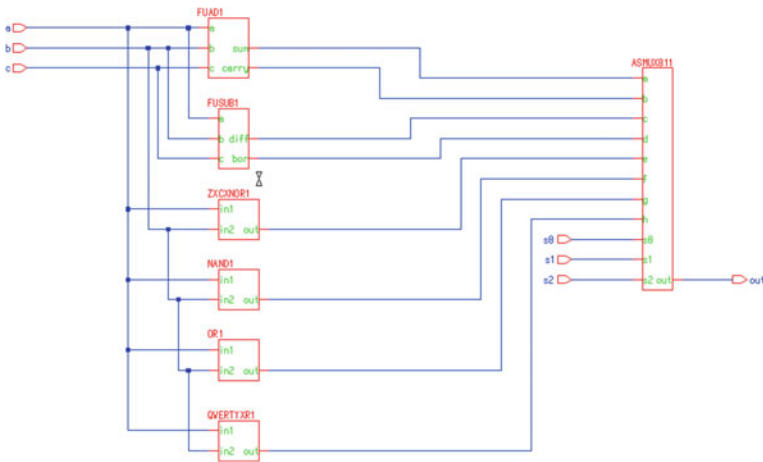 FUAD1
a
a
b
b
sum
c
c
carry
ASMUX811
a
FUSUB1
b
a
c
b diff
d
c bor
e
f
ZXCXNOR1
g
in1
h
in2 out
s0
s0
s1
s1
NAND1
s2
s2 out
out
in1
in2 out
OR1
in1
in2 out
QWERTYXR1
in1
in2 out